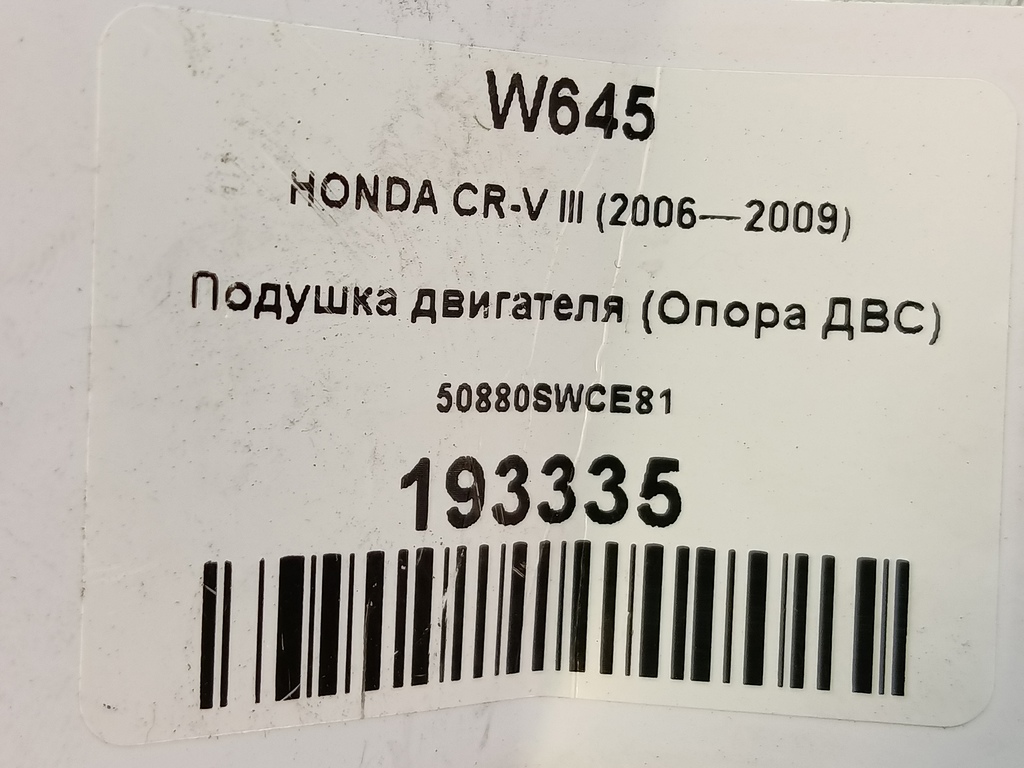 W645
HONDA CR-V III (2006—2009)
Подушка двигателя (Опора ДВС)
50880SWCE81
193335